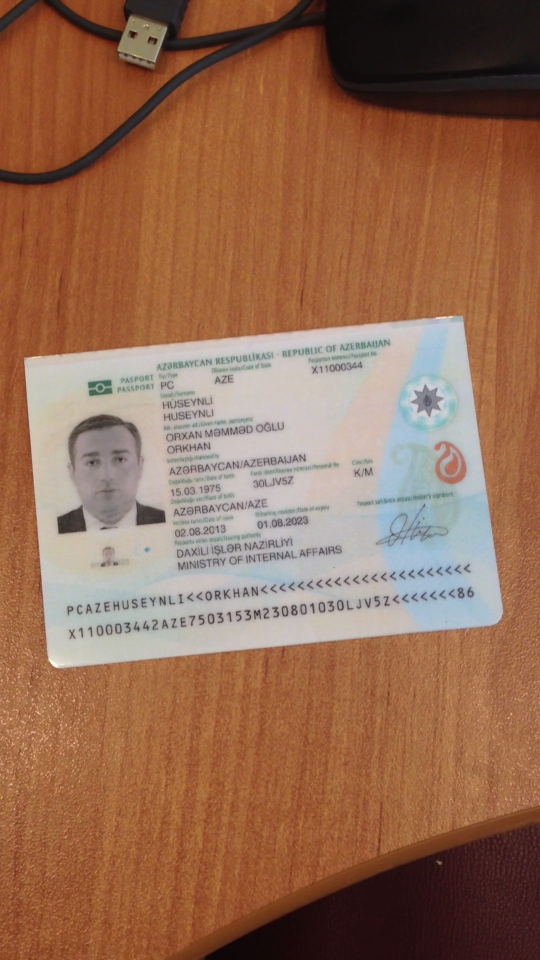 AZƏRBAYCAN RESPUBLİKASI - REPUBLIC OF AZERBAIJAN
PASPORT
PASSPORT
PC
AZE
X11000344
HÜSEYNLİ
HUSEYNLI
ORXAN MƏMMƏD OĞLU
ORKHAN
AZƏRBAYCAN/AZERBAIJAN
15.03.1975
30LJV5Z
K/M
AZƏRBAYCAN/AZE
02.08.2013
01.08.2023
DAXİLİ İŞLƏR NAZİRLİYİ
MINISTRY OF INTERNAL AFFAIRS
PCAZEHUSEYNLI<<ORKHAN<<<<<<<<<<<<<<<<<<<<<<<
X110003442AZE7503153M230801030LJV5Z<<<<<<<86